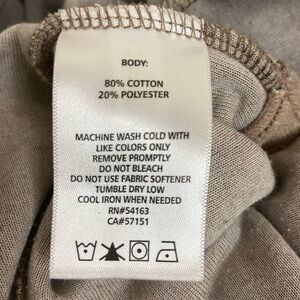 BODY:
80% COTTON
20% POLYESTER
MACHINE WASH COLD WITH
LIKE COLORS ONLY
REMOVE PROMPTLY
DO NOT BLEACH
DO NOT USE FABRIC SOFTENER
TUMBLE DRY LOW
COOL IRON WHEN NEEDED
RN#54163
CA#57151